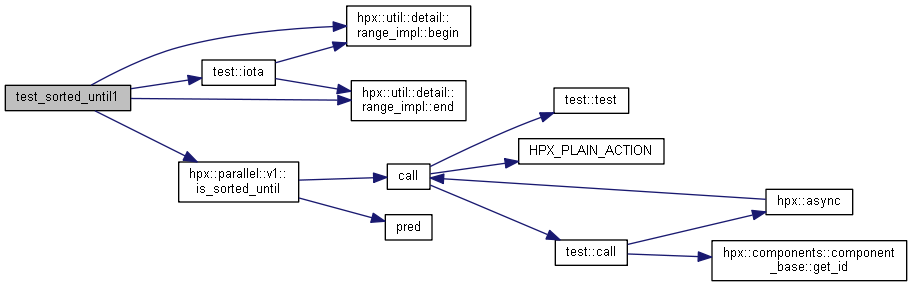 hpx::util::detail::
range_impl::begin
test::iota
test_sorted_until1
hpx::util::detail::
range_impl::end
test::test
HPX_PLAIN_ACTION
hpx::parallel::v1::
is_sorted_until
call
hpx::async
pred
test::call
hpx::components::component
_base::get_id